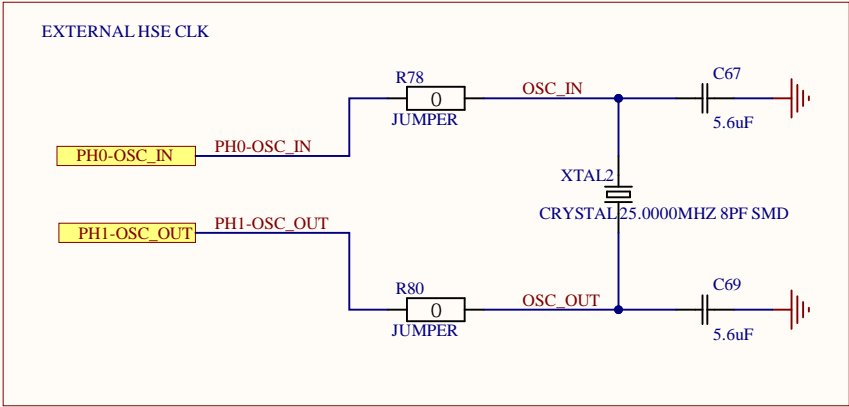 EXTERNAL HSE CLK
R78
0
JUMPER
OSC_IN
C67
5.6uF
PH0-OSC_IN
PH0-OSC_IN
XTAL2
CRYSTAL 25.0000MHZ 8PF SMD
PH1-OSC_OUT
PH1-OSC_OUT
R80
0
JUMPER
OSC_OUT
C69
5.6uF